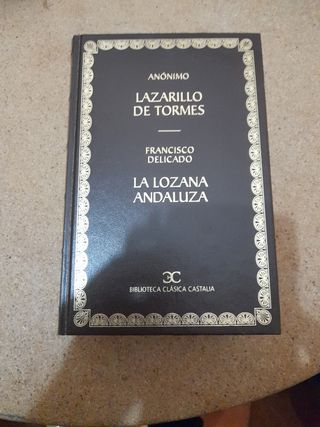 ANÓNIMO
LAZARILLO
DE TORMES
FRANCISCO
DELICADO
LA LOZANA
ANDALUZA
BIBLIOTECA CLÁSICA CASTALIA